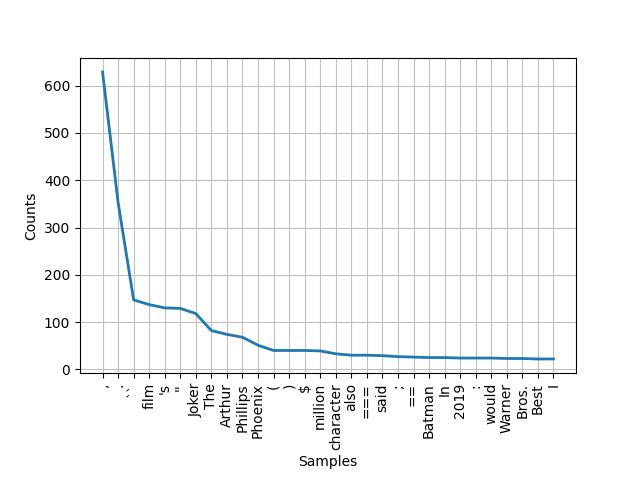 600
500
400
300
200
100
0
Counts
,
.
``
film
's
''
Joker
The
Arthur
Phillips
Phoenix
(
)
$
million
character
also
===
said
;
==
Batman
In
2019
:
would
Warner
Bros.
Best
I
Samples